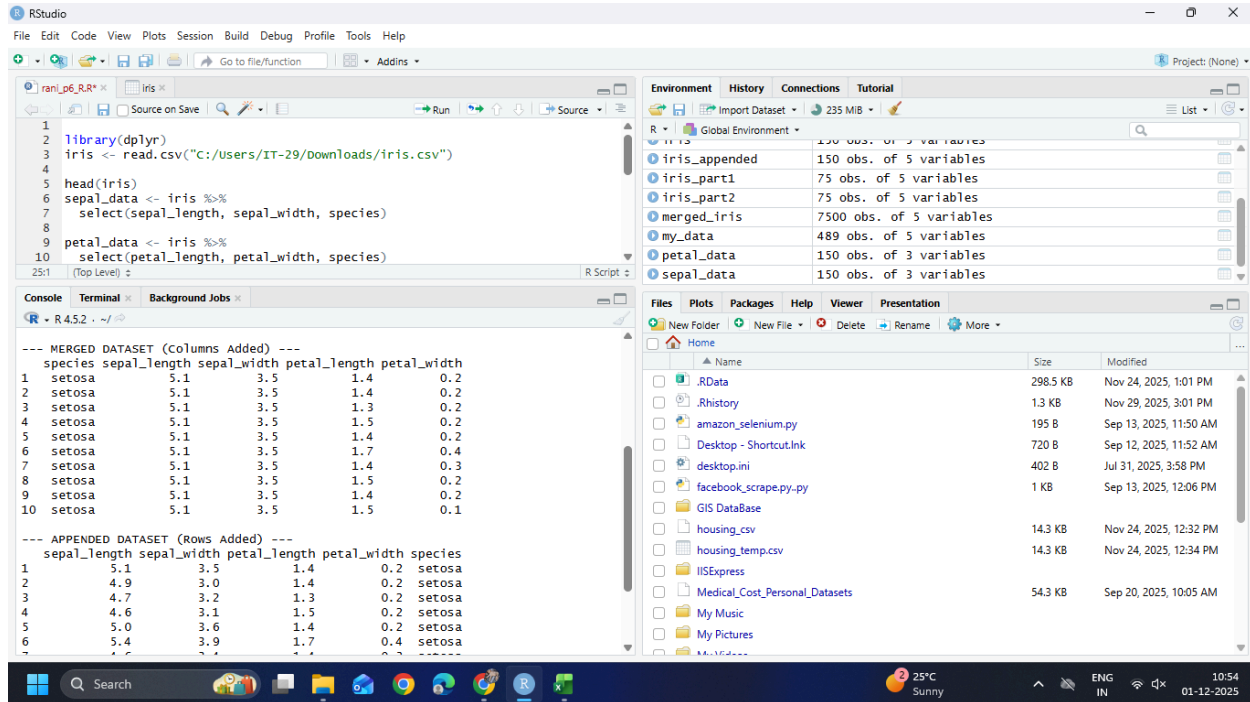 RStudio
File Edit Code View Plots Session Build Debug Profile Tools Help
Go to file/function Addins Project: (None)
rani_p6_R.R* iris
Source on Save Run Source
1
2 library(dplyr)
3 iris <- read.csv("C:/Users/IT-29/Downloads/iris.csv")
4
5 head(iris)
6 sepal_data <- iris %>%
7 select(sepal_length, sepal_width, species)
8
9 petal_data <- iris %>%
10 select(petal_length, petal_width, species)
25:1 (Top Level) R Script
Console Terminal Background Jobs
R 4.5.2 · ~/
--- MERGED DATASET (Columns Added) ---
species sepal_length sepal_width petal_length petal_width
1 setosa 5.1 3.5 1.4 0.2
2 setosa 5.1 3.5 1.4 0.2
3 setosa 5.1 3.5 1.3 0.2
4 setosa 5.1 3.5 1.5 0.2
5 setosa 5.1 3.5 1.4 0.2
6 setosa 5.1 3.5 1.7 0.4
7 setosa 5.1 3.5 1.4 0.3
8 setosa 5.1 3.5 1.5 0.2
9 setosa 5.1 3.5 1.4 0.2
10 setosa 5.1 3.5 1.5 0.1
--- APPENDED DATASET (Rows Added) ---
sepal_length sepal_width petal_length petal_width species
1 5.1 3.5 1.4 0.2 setosa
2 4.9 3.0 1.4 0.2 setosa
3 4.7 3.2 1.3 0.2 setosa
4 4.6 3.1 1.5 0.2 setosa
5 5.0 3.6 1.4 0.2 setosa
6 5.4 3.9 1.7 0.4 setosa
Environment History Connections Tutorial
Import Dataset 235 MiB List
R Global Environment
iris 150 obs. of 5 variables
iris_appended 150 obs. of 5 variables
iris_part1 75 obs. of 5 variables
iris_part2 75 obs. of 5 variables
merged_iris 7500 obs. of 5 variables
my_data 489 obs. of 5 variables
petal_data 150 obs. of 3 variables
sepal_data 150 obs. of 3 variables
Files Plots Packages Help Viewer Presentation
New Folder New File Delete Rename More
Home ...
Name Size Modified
.RData 298.5 KB Nov 24, 2025, 1:01 PM
.Rhistory 1.3 KB Nov 29, 2025, 3:01 PM
amazon_selenium.py 195 B Sep 13, 2025, 11:50 AM
Desktop - Shortcut.lnk 720 B Sep 12, 2025, 11:52 AM
desktop.ini 402 B Jul 31, 2025, 3:58 PM
facebook_scrape.py..py 1 KB Sep 13, 2025, 12:06 PM
GIS DataBase
housing_csv 14.3 KB Nov 24, 2025, 12:32 PM
housing_temp.csv 14.3 KB Nov 24, 2025, 12:34 PM
IISExpress
Medical_Cost_Personal_Datasets 54.3 KB Sep 20, 2025, 10:05 AM
My Music
My Pictures
My Videos
Search 2 25°C ENG 10:54
Sunny IN 01-12-2025